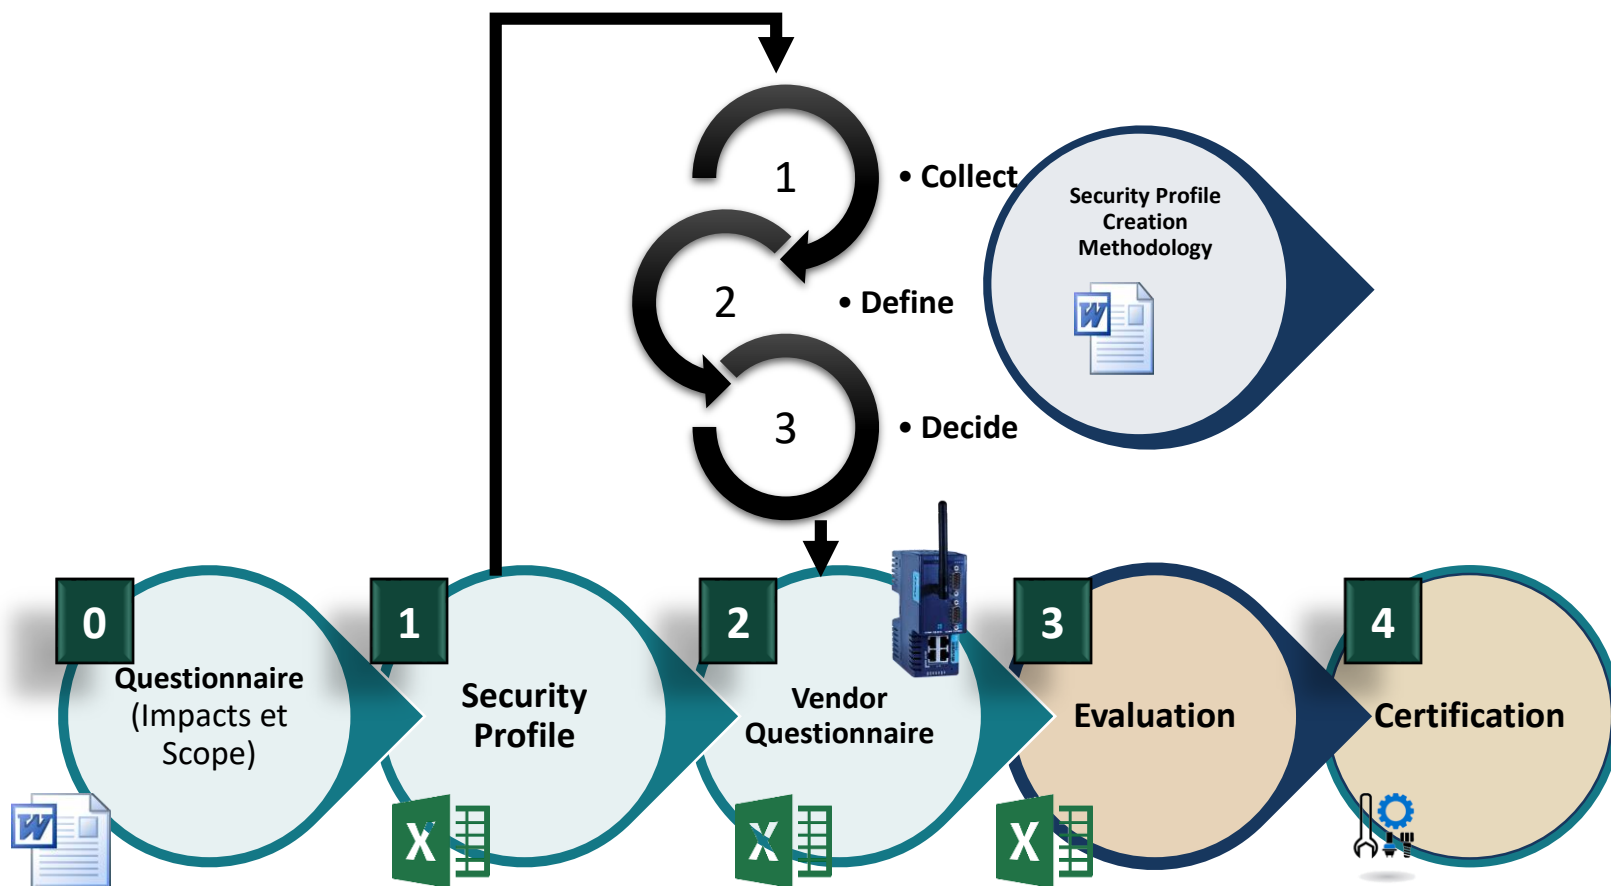 1
• Collect
2
• Define
3
• Decide
Security Profile
Creation
Methodology
W
0
Questionnaire
(Impacts et
Scope)
W
1
Security
Profile
X
2
Vendor
Questionnaire
X
3
Evaluation
X
4
Certification